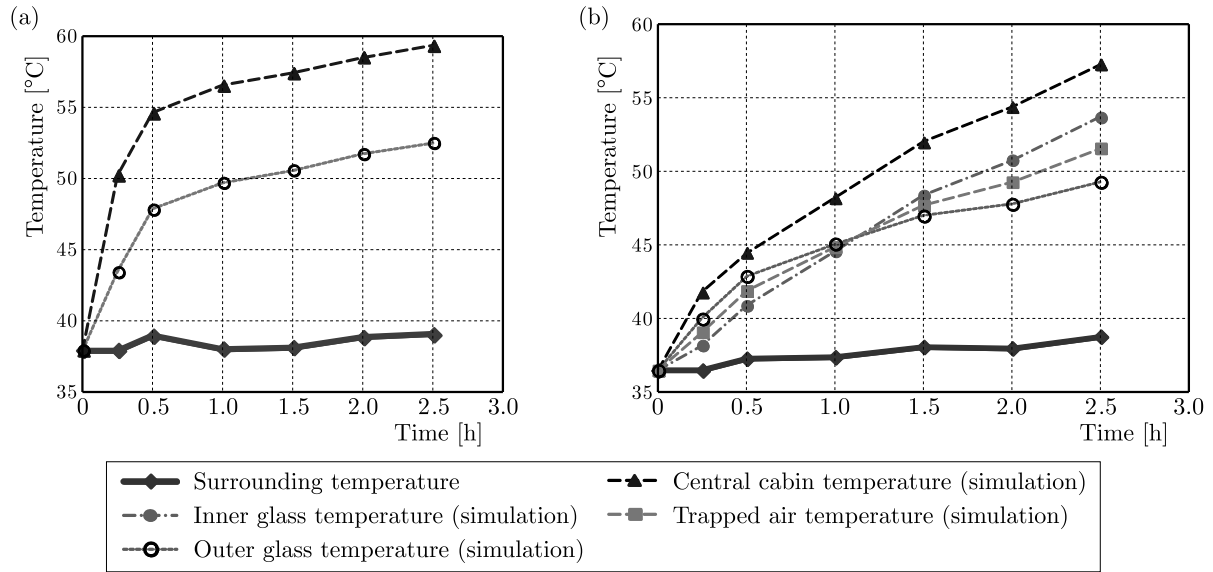 (a)
Temperature [°C]
60
55
50
45
40
35
0 0.5 1.0 1.5 2.0 2.5 3.0
Time [h]
(b)
Temperature [°C]
60
55
50
45
40
35
0 0.5 1.0 1.5 2.0 2.5 3.0
Time [h]
Surrounding temperature
Inner glass temperature (simulation)
Outer glass temperature (simulation)
Central cabin temperature (simulation)
Trapped air temperature (simulation)